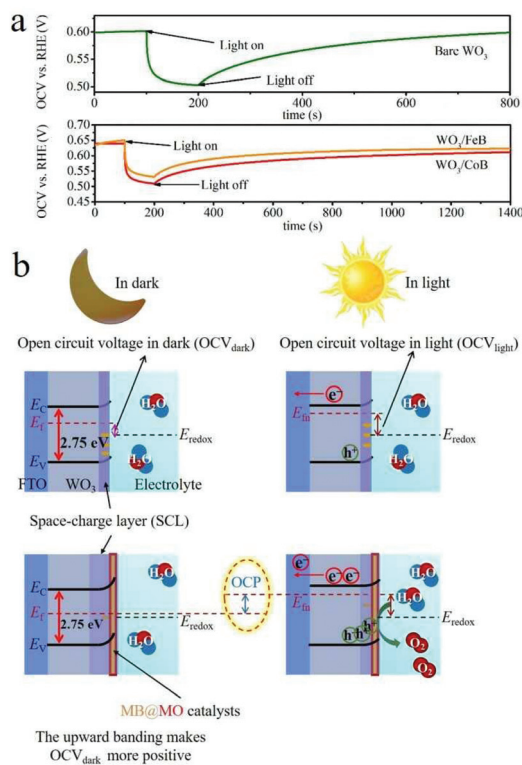 a
OCV vs. RHE (V)
0.60
0.50
Light on
Light off
Bare WO₃
0 200 400 600 800
time (s)
OCV vs. RHE (V)
0.70
0.65
0.60
0.55
0.50
0.45
Light on
Light off
WO₃/FeB
WO₃/CoB
0 200 400 600 800 1000 1200 1400
time (s)
b
In dark
In light
Open circuit voltage in dark (OCVdark)
Open circuit voltage in light (OCVlight)
EC
Ef
2.75 eV
EV
FTO WO₃ Electrolyte
H₂O
H₂O
Eredox
e⁻
Efn
h⁺
H₂O
H₂O
Eredox
Space-charge layer (SCL)
EC
Ef
2.75 eV
EV
H₂O
H₂O
Eredox
OCP
e⁻
e⁻ e⁻
Efn
h⁺ h⁺ h⁺
H₂O
H₂O
Eredox
O₂
O₂
MB@MO catalysts
The upward banding makes
OCVdark more positive